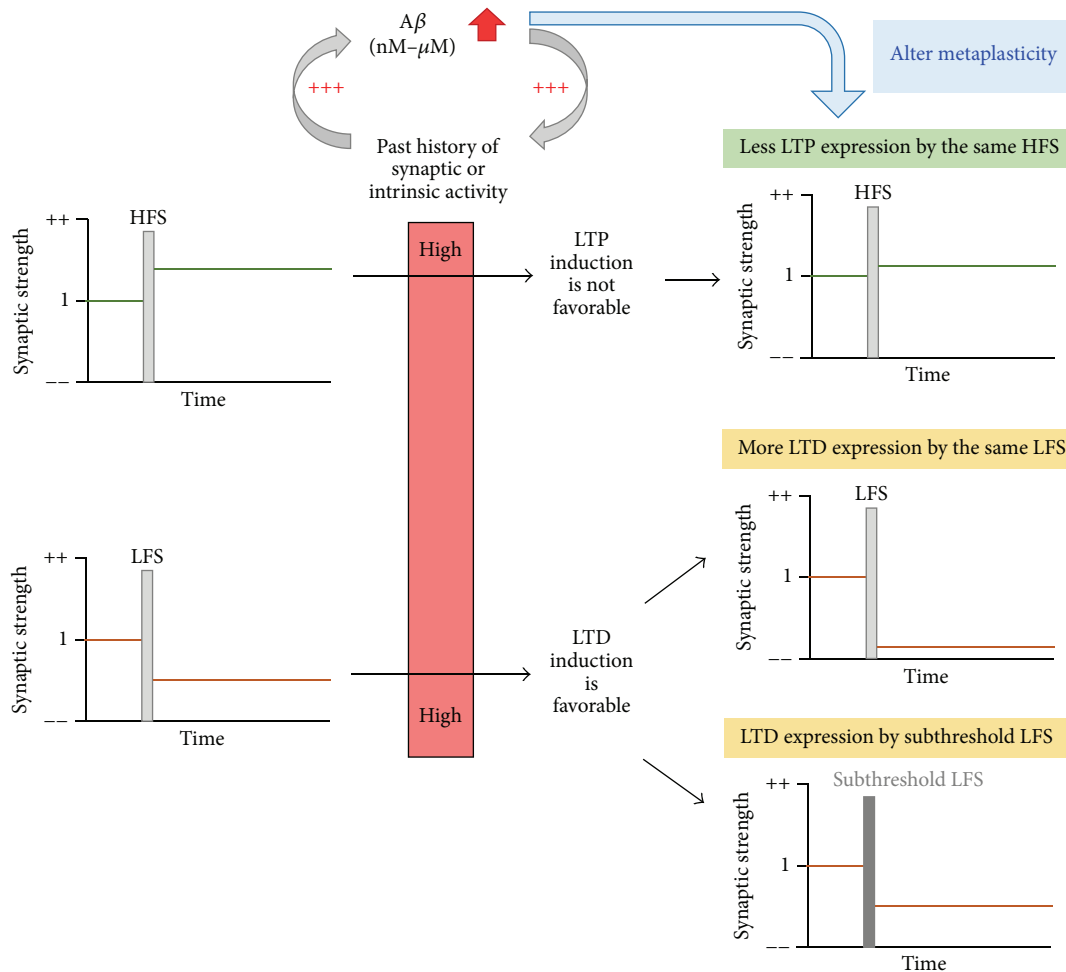 Aβ
(nM–μM)
Alter metaplasticity
+++
+++
Past history of
synaptic or
intrinsic activity
Less LTP expression by the same HFS
++
HFS
Synaptic strength
1
−−
Time
High
LTP
induction
is not
favorable
++
HFS
Synaptic strength
1
−−
Time
More LTD expression by the same LFS
++
LFS
Synaptic strength
1
−−
Time
++
LFS
Synaptic strength
1
−−
Time
High
LTD
induction
is
favorable
LTD expression by subthreshold LFS
Subthreshold LFS
++
Synaptic strength
1
−−
Time